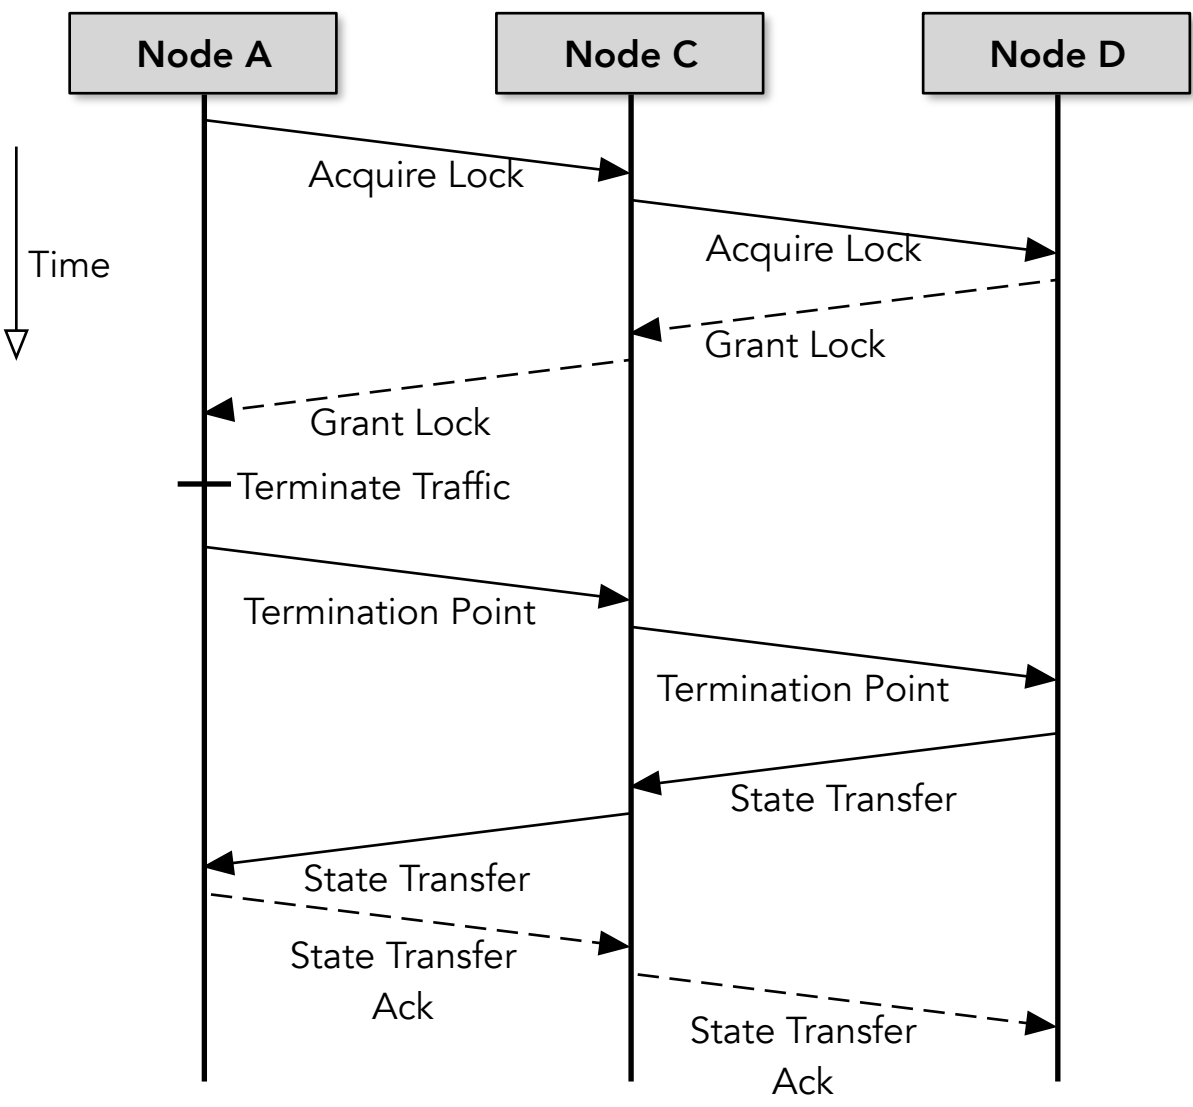 Node A
Node C
Node D
Acquire Lock
Acquire Lock
Time
Grant Lock
Grant Lock
Terminate Traffic
Termination Point
Termination Point
State Transfer
State Transfer
State Transfer
Ack
State Transfer
Ack